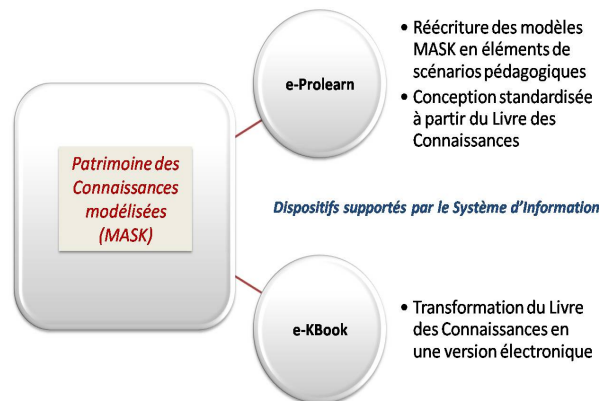 Patrimoine des
Connaissances
modélisées
(MASK)
e-Prolearn
• Réécriture des modèles
MASK en éléments de
scénarios pédagogiques
• Conception standardisée
à partir du Livre des
Connaissances
Dispositifs supportés par le Système d'Information
e-KBook
• Transformation du Livre
des Connaissances en
une version électronique